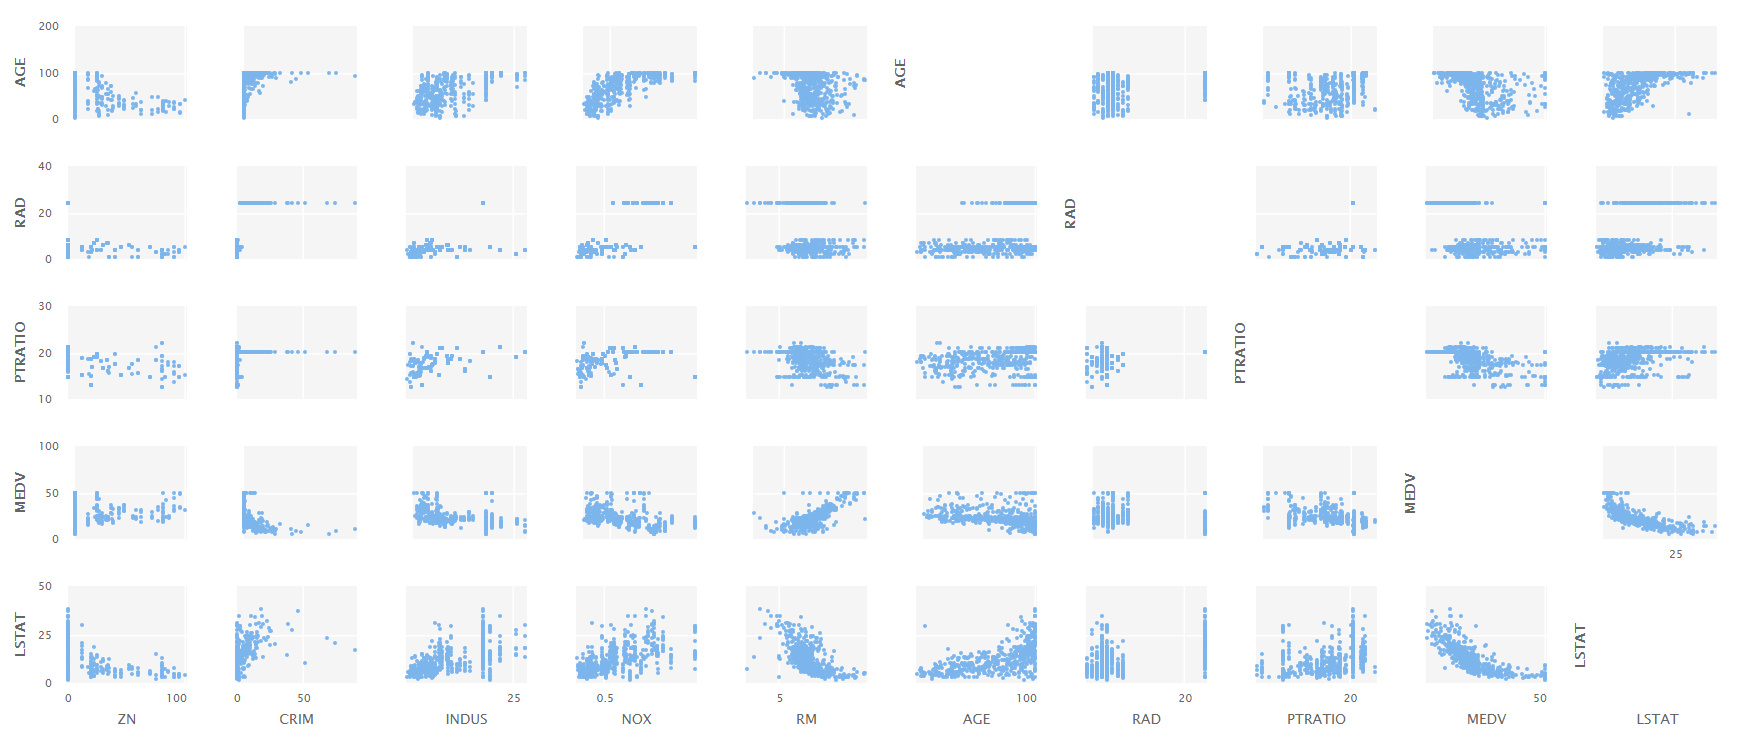 AGE
200
100
0
AGE
RAD
40
20
0
RAD
PTRATIO
30
20
10
PTRATIO
MEDV
100
50
0
MEDV
25
LSTAT
50
25
0
LSTAT
0 100 0 50 25 0.5 5 100 20 20 50
ZN CRIM INDUS NOX RM AGE RAD PTRATIO MEDV LSTAT